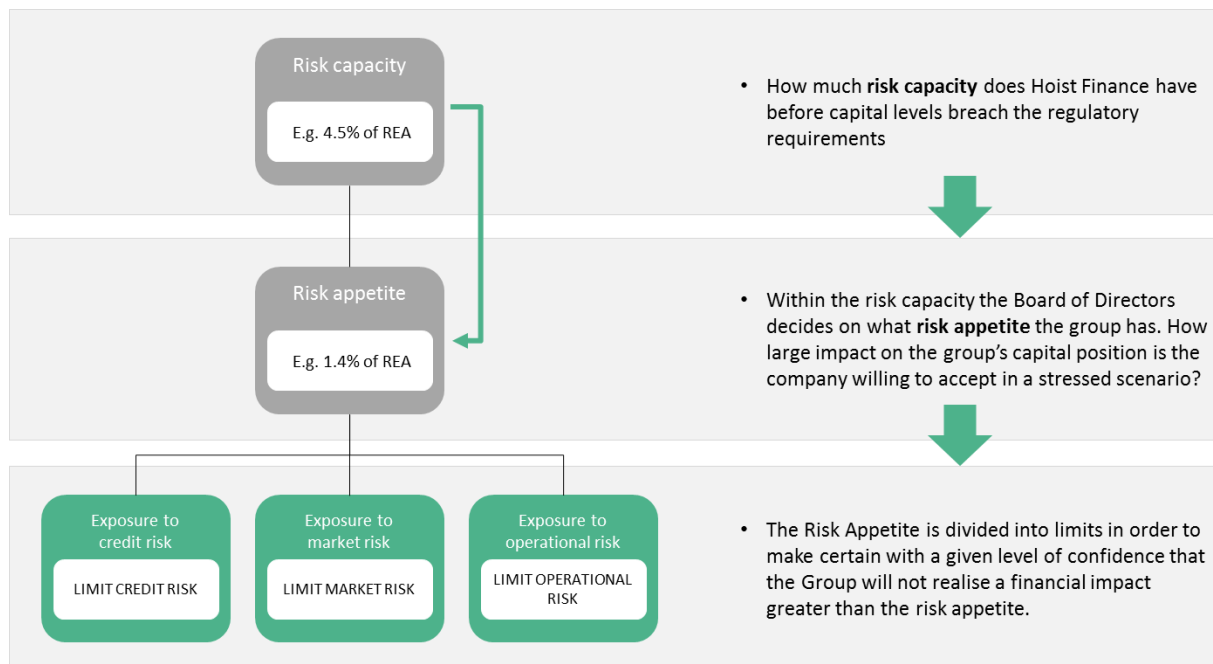 Risk capacity
E.g. 4.5% of REA
• How much risk capacity does Hoist Finance have
before capital levels breach the regulatory
requirements
Risk appetite
E.g. 1.4% of REA
• Within the risk capacity the Board of Directors
decides on what risk appetite the group has. How
large impact on the group’s capital position is the
company willing to accept in a stressed scenario?
Exposure to
credit risk
LIMIT CREDIT RISK
Exposure to
market risk
LIMIT MARKET RISK
Exposure to
operational risk
LIMIT OPERATIONAL
RISK
• The Risk Appetite is divided into limits in order to
make certain with a given level of confidence that
the Group will not realise a financial impact
greater than the risk appetite.